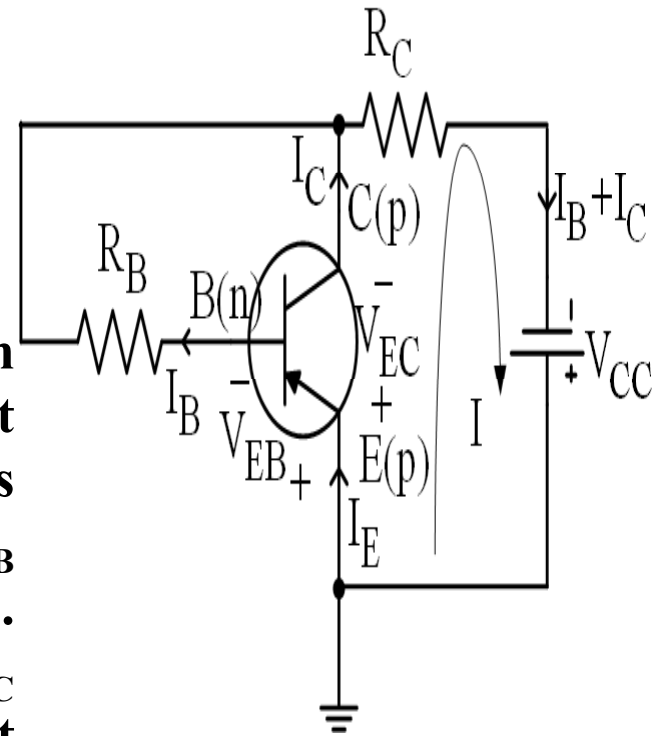 R_C
I_C C(p) I_B+I_C
R_B B(n) −
n I_B − V_EC V_CC
t V_EB + + +
s E(p) I
B I_E
.
C
t